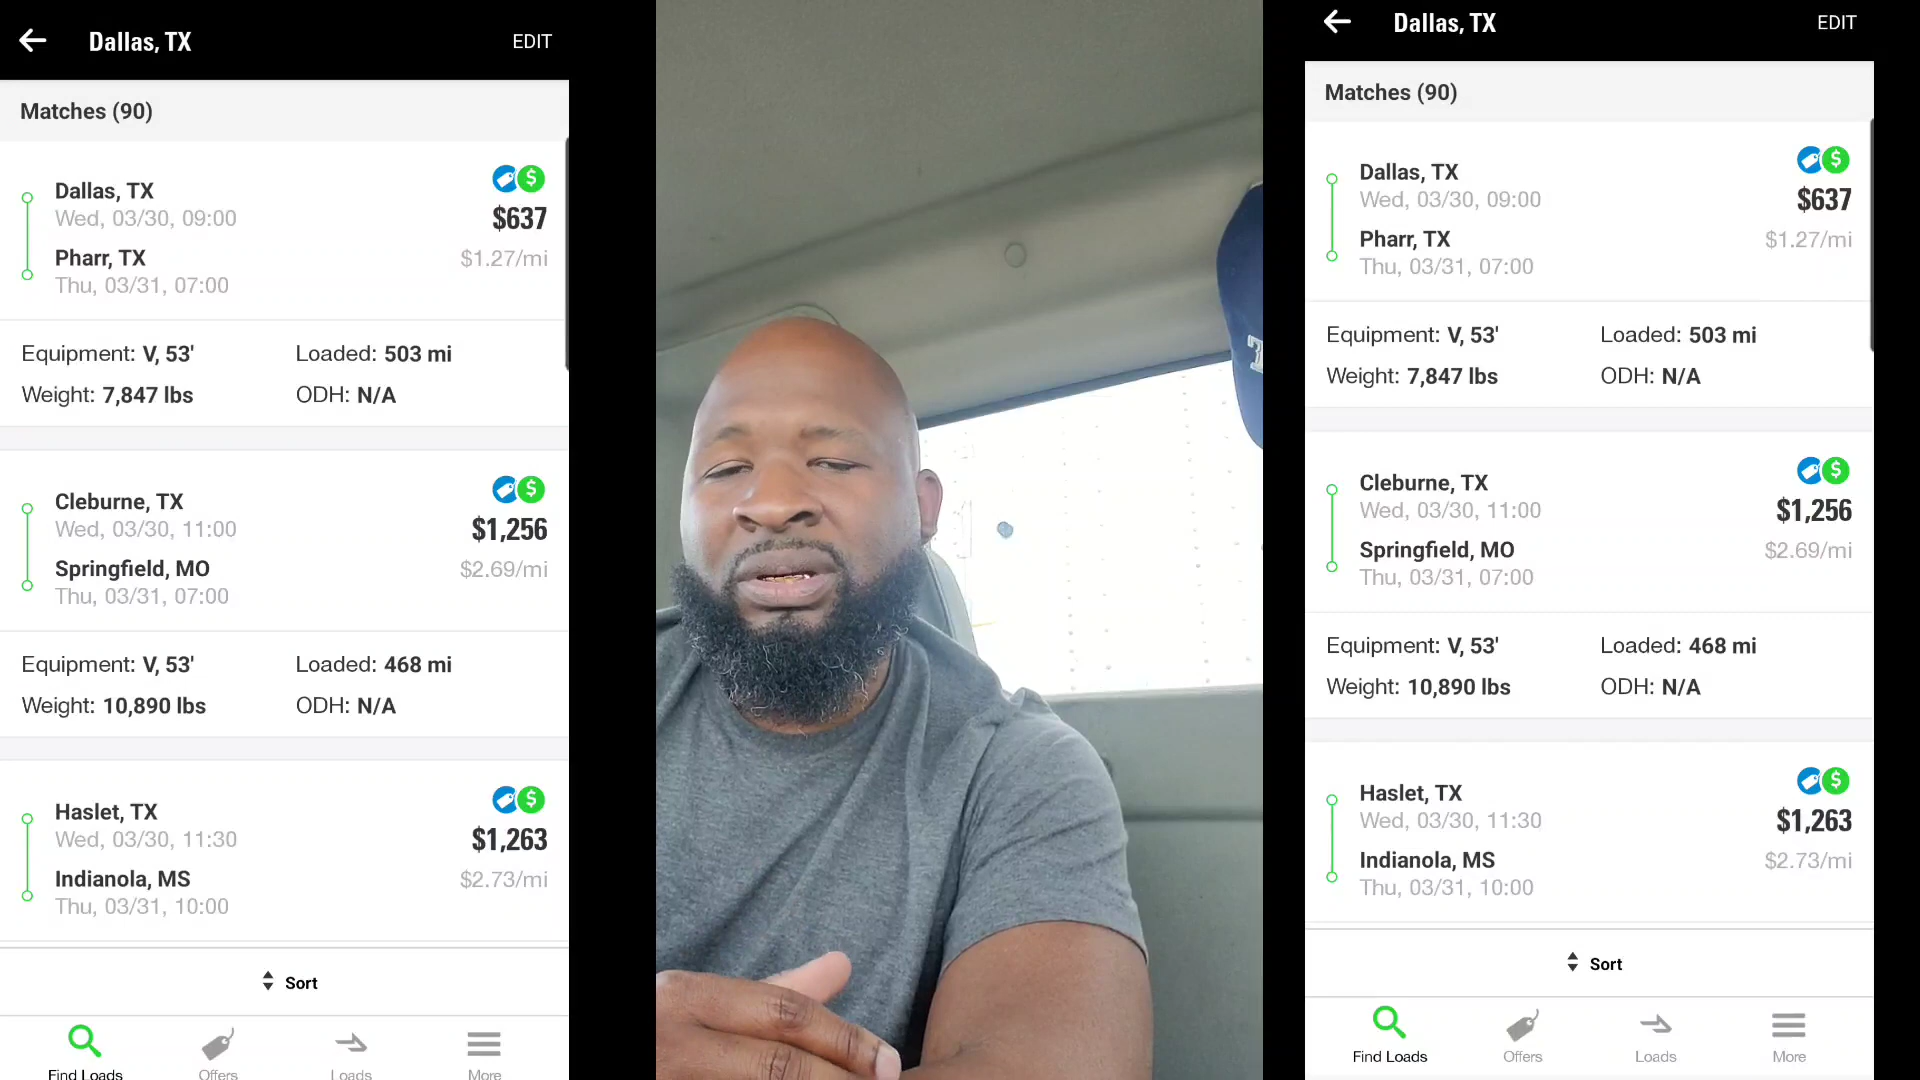 Dallas, TX
EDIT
Matches (90)
Dallas, TX
Wed, 03/30, 09:00
$
$637
Pharr, TX
$1.27/mi
Thu, 03/31, 07:00
Equipment: V, 53'
Loaded: 503 mi
Weight: 7,847 lbs
ODH: N/A
Cleburne, TX
Wed, 03/30, 11:00
$
$1,256
Springfield, MO
$2.69/mi
Thu, 03/31, 07:00
Equipment: V, 53'
Loaded: 468 mi
Weight: 10,890 lbs
ODH: N/A
Haslet, TX
Wed, 03/30, 11:30
$
$1,263
Indianola, MS
$2.73/mi
Thu, 03/31, 10:00
Sort
Find Loads
Offers
Loads
More
Dallas, TX
EDIT
Matches (90)
Dallas, TX
Wed, 03/30, 09:00
$
$637
Pharr, TX
$1.27/mi
Thu, 03/31, 07:00
Equipment: V, 53'
Loaded: 503 mi
Weight: 7,847 lbs
ODH: N/A
Cleburne, TX
Wed, 03/30, 11:00
$
$1,256
Springfield, MO
$2.69/mi
Thu, 03/31, 07:00
Equipment: V, 53'
Loaded: 468 mi
Weight: 10,890 lbs
ODH: N/A
Haslet, TX
Wed, 03/30, 11:30
$
$1,263
Indianola, MS
$2.73/mi
Thu, 03/31, 10:00
Sort
Find Loads
Offers
Loads
More